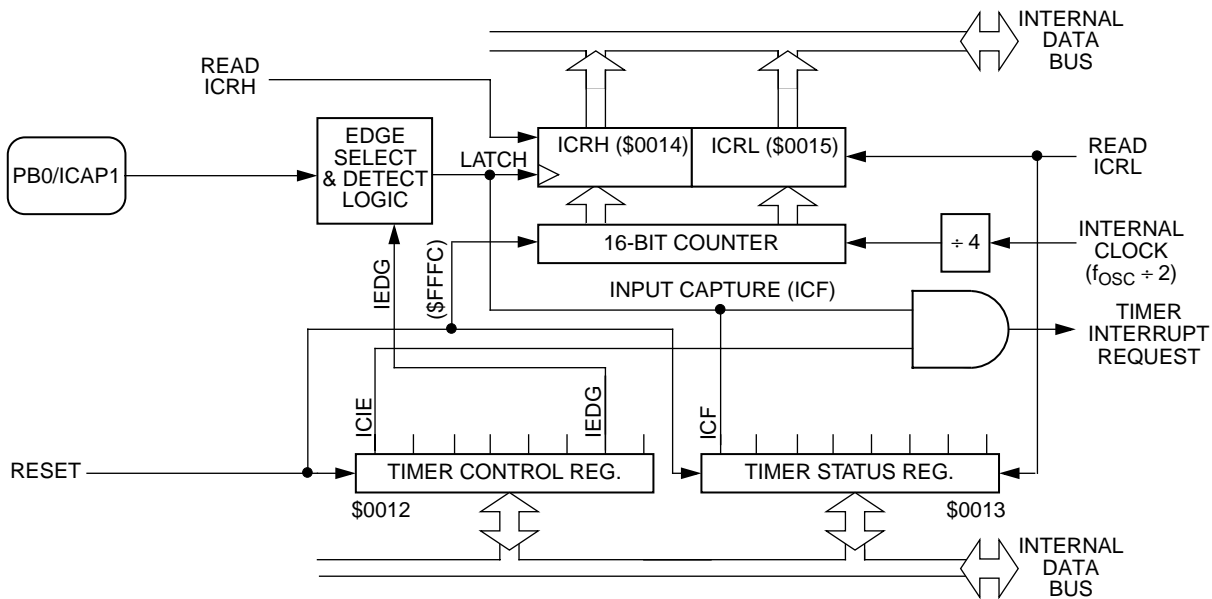 INTERNAL
DATA
BUS
READ
ICRH
EDGE
SELECT
& DETECT
LOGIC
LATCH
ICRH ($0014)
ICRL ($0015)
READ
ICRL
PB0/ICAP1
16-BIT COUNTER
÷ 4
INTERNAL
CLOCK
(fOSC ÷ 2)
IEDG
($FFFC)
INPUT CAPTURE (ICF)
TIMER
INTERRUPT
REQUEST
ICIE
IEDG
ICF
RESET
TIMER CONTROL REG.
TIMER STATUS REG.
$0012
$0013
INTERNAL
DATA
BUS